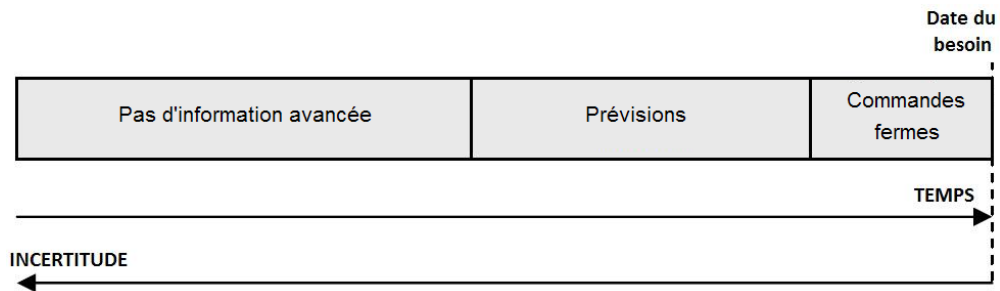 Date du
besoin
Pas d'information avancée
Prévisions
Commandes
fermes
TEMPS
INCERTITUDE